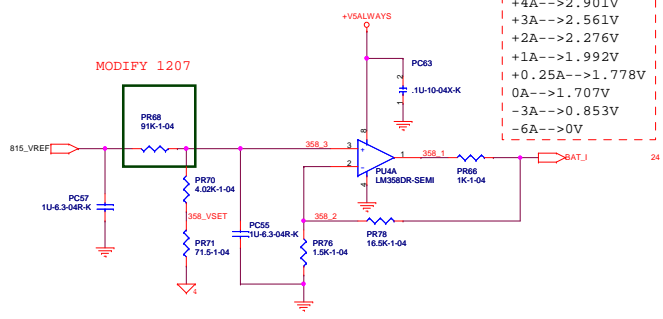 +4A-->2.901V
+3A-->2.561V
+2A-->2.276V
+1A-->1.992V
+0.25A-->1.778V
0A-->1.707V
-3A-->0.853V
-6A-->0V
+V5ALWAYS
MODIFY 1207
PC63
2
.1U-10-04X-K
1
PR68
91K-1-04
815_VREF
8
358_3
3
+
2
-
1
358_1
4
PU4A
LM358DR-SEMI
PR66
1K-1-04
BAT_I
24
PR70
4.02K-1-04
PC57
1U-6.3-04R-K
358_VSET
PC55
1U-6.3-04R-K
358_2
PR78
16.5K-1-04
PR71
71.5-1-04
PR76
1.5K-1-04
4